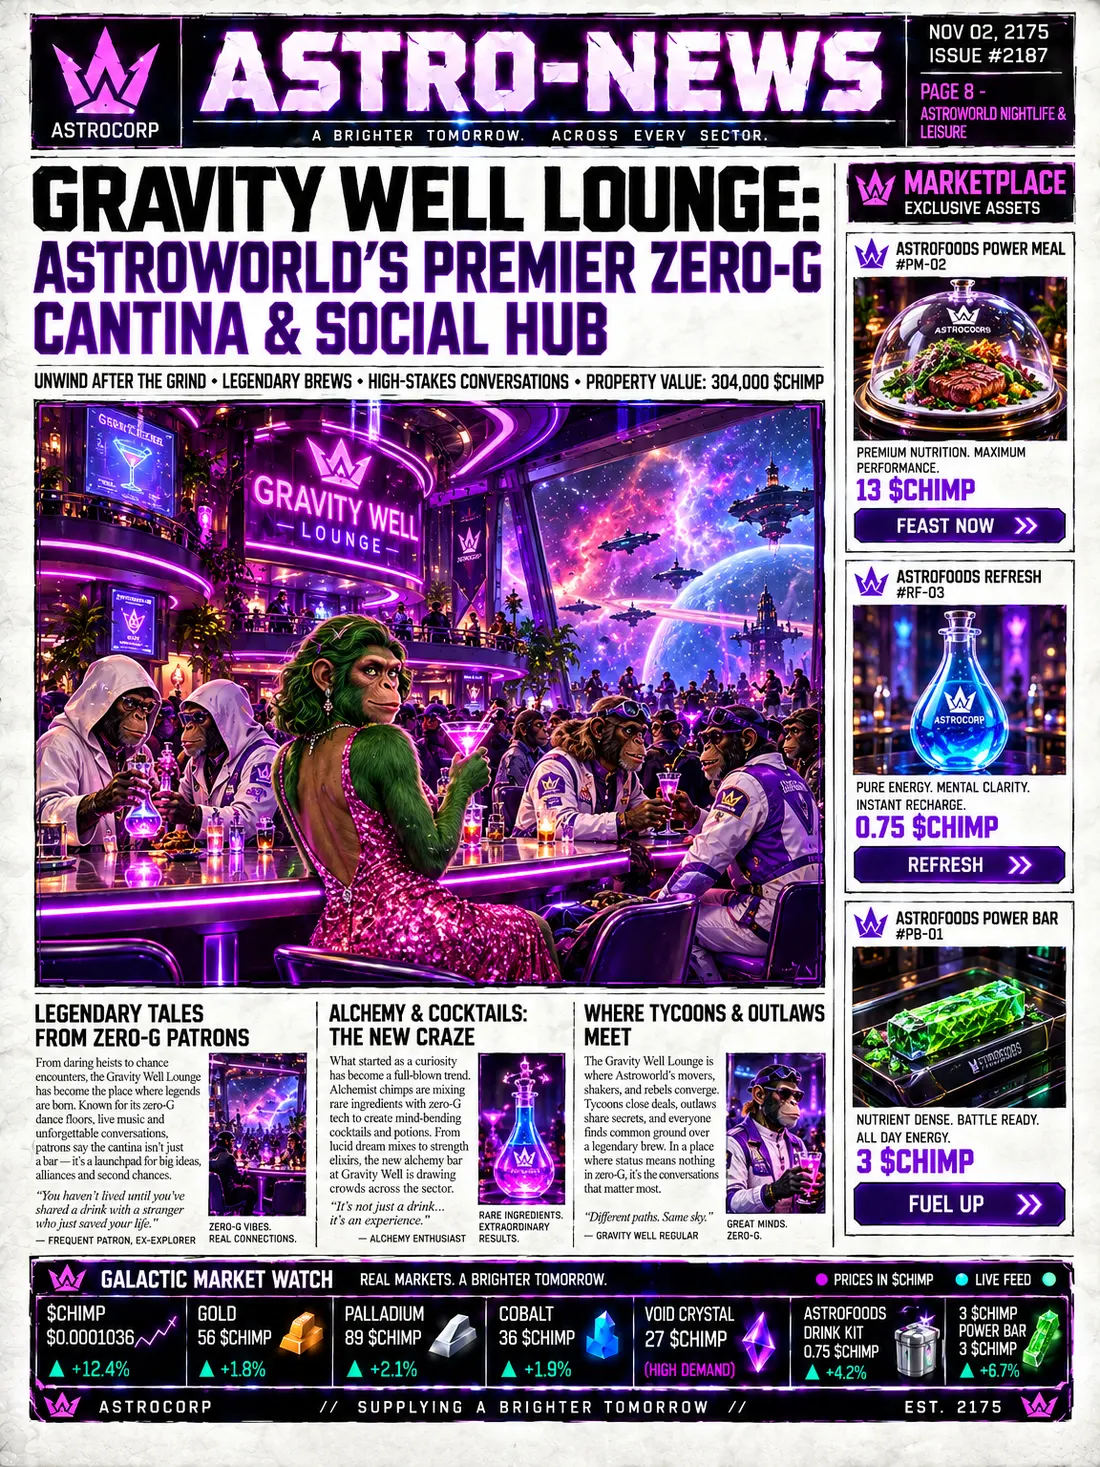 ASTROCORP
ASTRO-NEWS
A BRIGHTER TOMORROW. ACROSS EVERY SECTOR.
NOV 02, 2175
ISSUE #2187
PAGE 8 -
ASTROWORLD NIGHTLIFE &
LEISURE
GRAVITY WELL LOUNGE:
ASTROWORLD'S PREMIER ZERO-G
CANTINA & SOCIAL HUB
UNWIND AFTER THE GRIND • LEGENDARY BREWS • HIGH-STAKES CONVERSATIONS • PROPERTY VALUE: 304,000 $CHIMP
GRAVITY WELL
— LOUNGE —
LEGENDARY TALES
FROM ZERO-G PATRONS
From daring heists to chance
encounters, the Gravity Well Lounge
has become the place where legends
are born. Known for its zero-G
dance floors, live music and
unforgettable conversations,
patrons say the cantina isn't just
a bar — it's a launchpad for big ideas,
alliances and second chances.
"You haven't lived until you've
shared a drink with a stranger
who just saved your life."
— FREQUENT PATRON, EX-EXPLORER
ZERO-G VIBES.
REAL CONNECTIONS.
ALCHEMY & COCKTAILS:
THE NEW CRAZE
What started as a curiosity
has become a full-blown trend.
Alchemist chimps are mixing
rare ingredients with zero-G
tech to create mind-bending
cocktails and potions. From
lucid dream mixes to strength
elixirs, the new alchemy bar
at Gravity Well is drawing
crowds across the sector.
"It's not just a drink...
it's an experience."
— ALCHEMY ENTHUSIAST
RARE INGREDIENTS.
EXTRAORDINARY
RESULTS.
WHERE TYCOONS & OUTLAWS
MEET
The Gravity Well Lounge is
where Astroworld's movers,
shakers, and rebels converge.
Tycoons close deals, outlaws
share secrets, and everyone
finds common ground over
a legendary brew. In a place
where status means nothing
in zero-G, it's the conversations
that matter most.
"Different paths. Same sky."
— GRAVITY WELL REGULAR
GREAT MINDS.
ZERO-G.
MARKETPLACE
EXCLUSIVE ASSETS
ASTROFOODS POWER MEAL
#PM-02
PREMIUM NUTRITION. MAXIMUM
PERFORMANCE.
13 $CHIMP
FEAST NOW
ASTROFOODS REFRESH
#RF-03
ASTROCORP
PURE ENERGY. MENTAL CLARITY.
INSTANT RECHARGE.
0.75 $CHIMP
REFRESH
ASTROFOODS POWER BAR
#PB-01
NUTRIENT DENSE. BATTLE READY.
ALL DAY ENERGY.
3 $CHIMP
FUEL UP
GALACTIC MARKET WATCH
REAL MARKETS. A BRIGHTER TOMORROW.
PRICES IN $CHIMP
LIVE FEED
$CHIMP
$0.0001036
▲ +12.4%
GOLD
56 $CHIMP
▲ +1.8%
PALLADIUM
89 $CHIMP
▲ +2.1%
COBALT
36 $CHIMP
▲ +1.9%
VOID CRYSTAL
27 $CHIMP
(HIGH DEMAND)
ASTROFOODS
DRINK KIT
0.75 $CHIMP
▲ +4.2%
3 $CHIMP
POWER BAR
3 $CHIMP
▲ +6.7%
ASTROCORP
// SUPPLYING A BRIGHTER TOMORROW //
EST. 2175